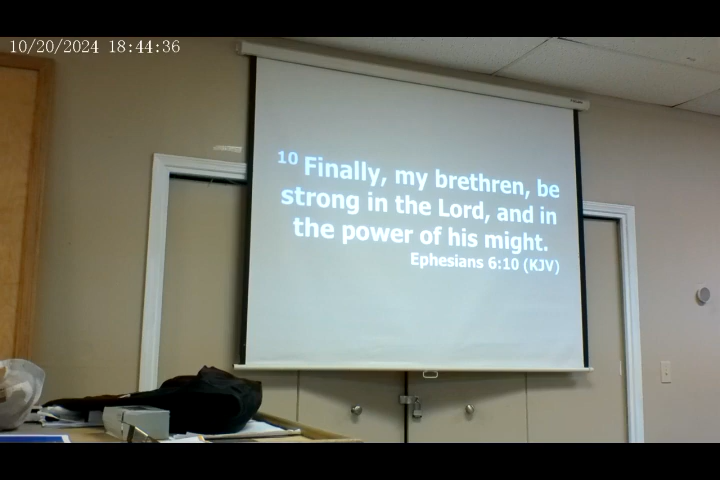 10/20/2024 18:44:36
10 Finally, my brethren, be
strong in the Lord, and in
the power of his might.
Ephesians 6:10 (KJV)